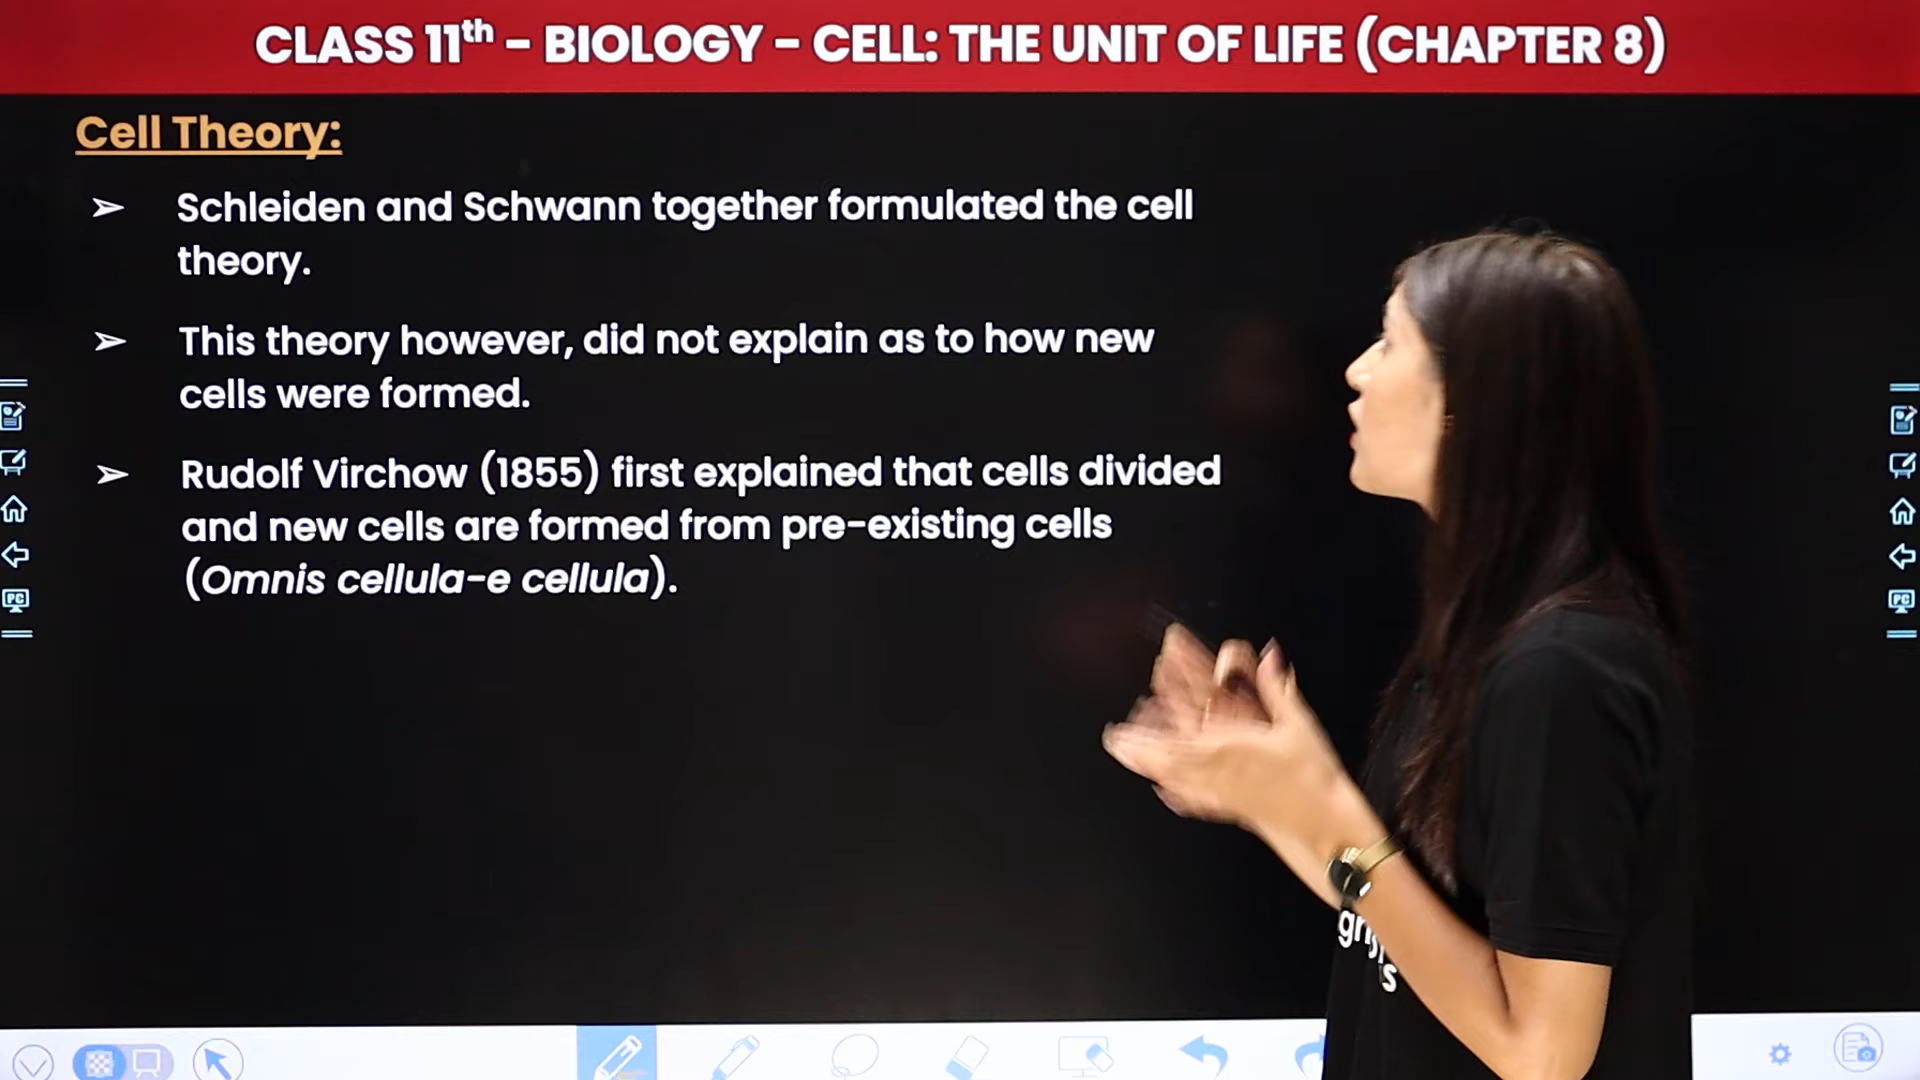 CLASS 11th - BIOLOGY - CELL: THE UNIT OF LIFE (CHAPTER 8)
Cell Theory:
➢ Schleiden and Schwann together formulated the cell
theory.
➢ This theory however, did not explain as to how new
cells were formed.
➢ Rudolf Virchow (1855) first explained that cells divided
and new cells are formed from pre-existing cells
(Omnis cellula-e cellula).
PC
PC